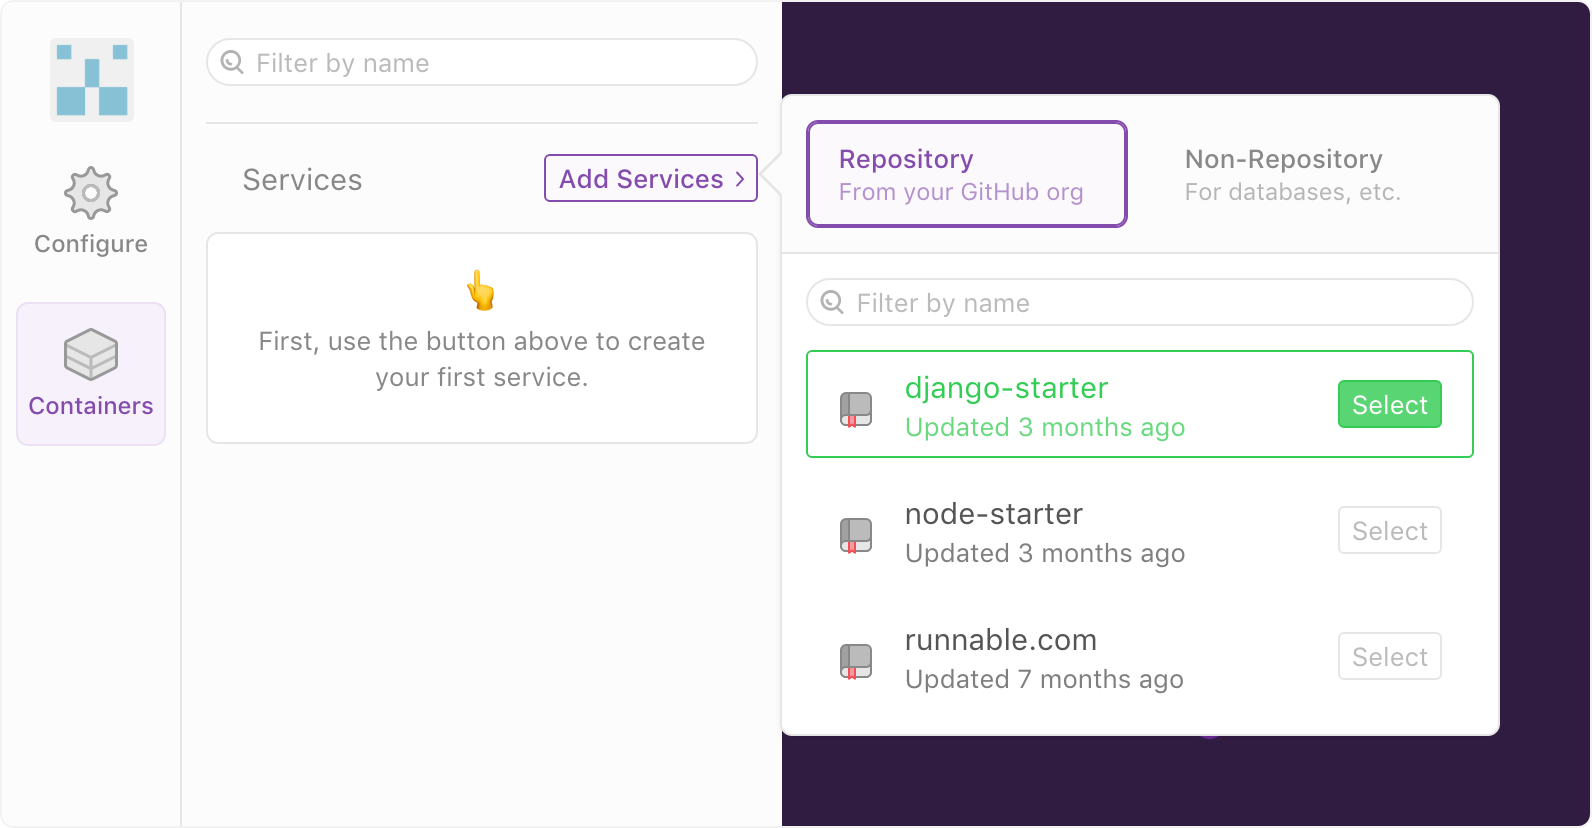 Filter by name
Configure
Containers
Services
Add Services
First, use the button above to create
your first service.
Repository
From your GitHub org
Non-Repository
For databases, etc.
Filter by name
django-starter
Updated 3 months ago
Select
node-starter
Updated 3 months ago
Select
runnable.com
Updated 7 months ago
Select